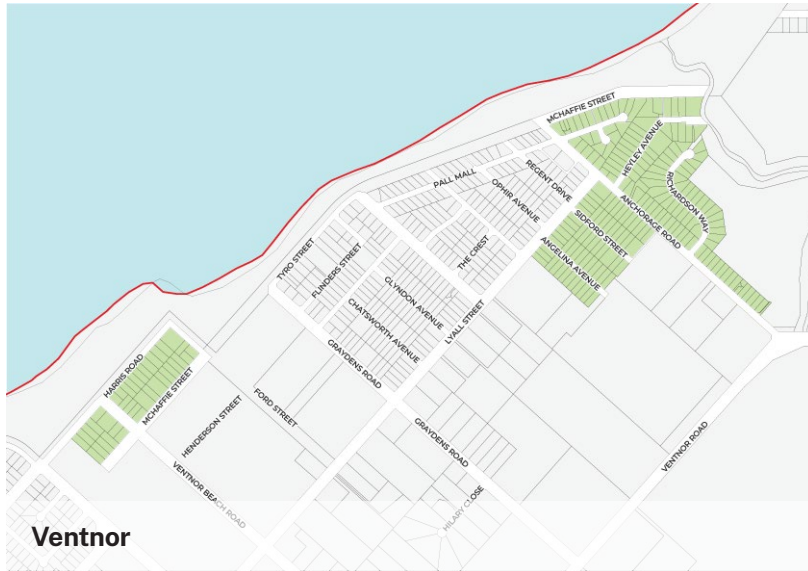 MCHAFFIE STREET
HEYLEY AVENUE
PALL MALL
REGENT DRIVE
OPHIR AVENUE
RICHARDSON WAY
SIDFORD STREET
ANCHORAGE ROAD
TYRO STREET
FLINDERS STREET
THE CREST
ANGELINA AVENUE
GLYNDON AVENUE
CHATSWORTH AVENUE
LYALL STREET
GRAYDENS ROAD
HARRIS ROAD
MCHAFFIE STREET
FORD STREET
HENDERSON STREET
GRAYDENS ROAD
VENTNOR ROAD
VENTNOR BEACH ROAD
HILARY CLOSE
Ventnor